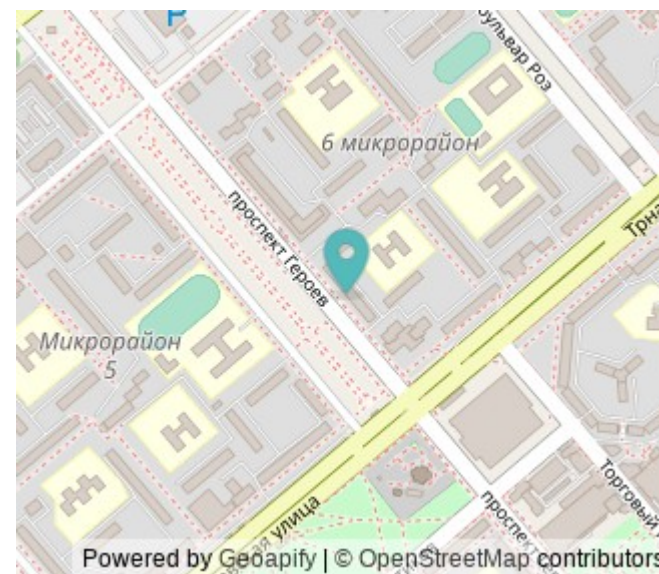 P
бульвар Роз
6 микрорайон
проспект Героев
Микрорайон
5
Торговый
улица
проспект
Powered by Geoapify | © OpenStreetMap contributors